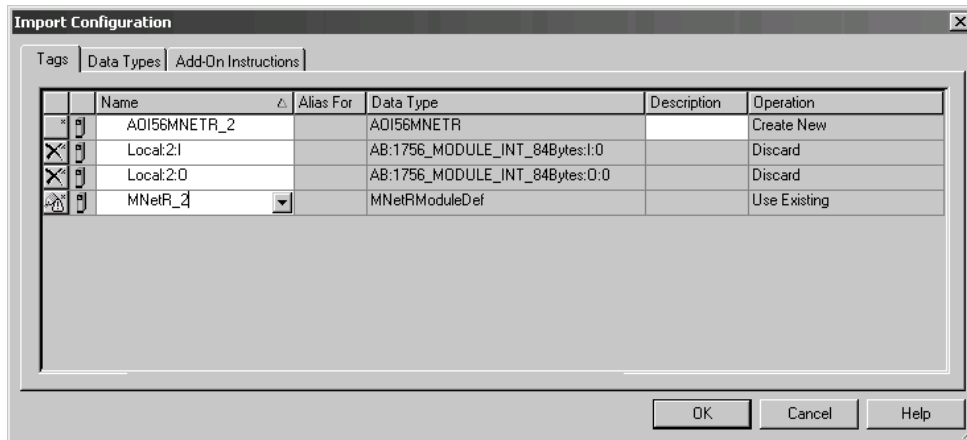 Import Configuration
Tags Data Types Add-On Instructions
Name Alias For Data Type Description Operation
AOI56MNETR_2 AOI56MNETR Create New
Local:2:I AB:1756_MODULE_INT_84Bytes:I:0 Discard
Local:2:O AB:1756_MODULE_INT_84Bytes:O:0 Discard
MNetR_2 MNetRModuleDef Use Existing
OK Cancel Help